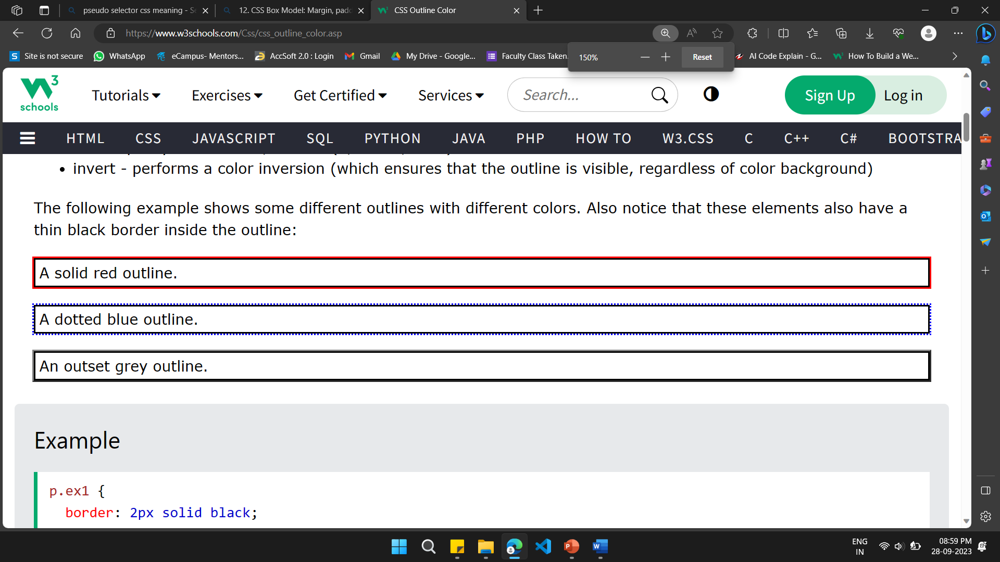 pseudo selector css meaning - Se
12. CSS Box Model: Margin, padd
CSS Outline Color
https://www.w3schools.com/Css/css_outline_color.asp
Site is not secure
WhatsApp
eCampus- Mentors...
AccSoft 2.0 : Login
Gmail
My Drive - Google...
Faculty Class Taken
AI Code Explain - G...
How To Build a We...
150%
Reset
3
schools
Tutorials
Exercises
Get Certified
Services
Search...
Sign Up
Log in
HTML
CSS
JAVASCRIPT
SQL
PYTHON
JAVA
PHP
HOW TO
W3.CSS
C
C++
C#
BOOTSTRA
• invert - performs a color inversion (which ensures that the outline is visible, regardless of color background)
The following example shows some different outlines with different colors. Also notice that these elements also have a
thin black border inside the outline:
A solid red outline.
A dotted blue outline.
An outset grey outline.
Example
p.ex1 {
border: 2px solid black;
ENG
IN
08:59 PM
28-09-2023